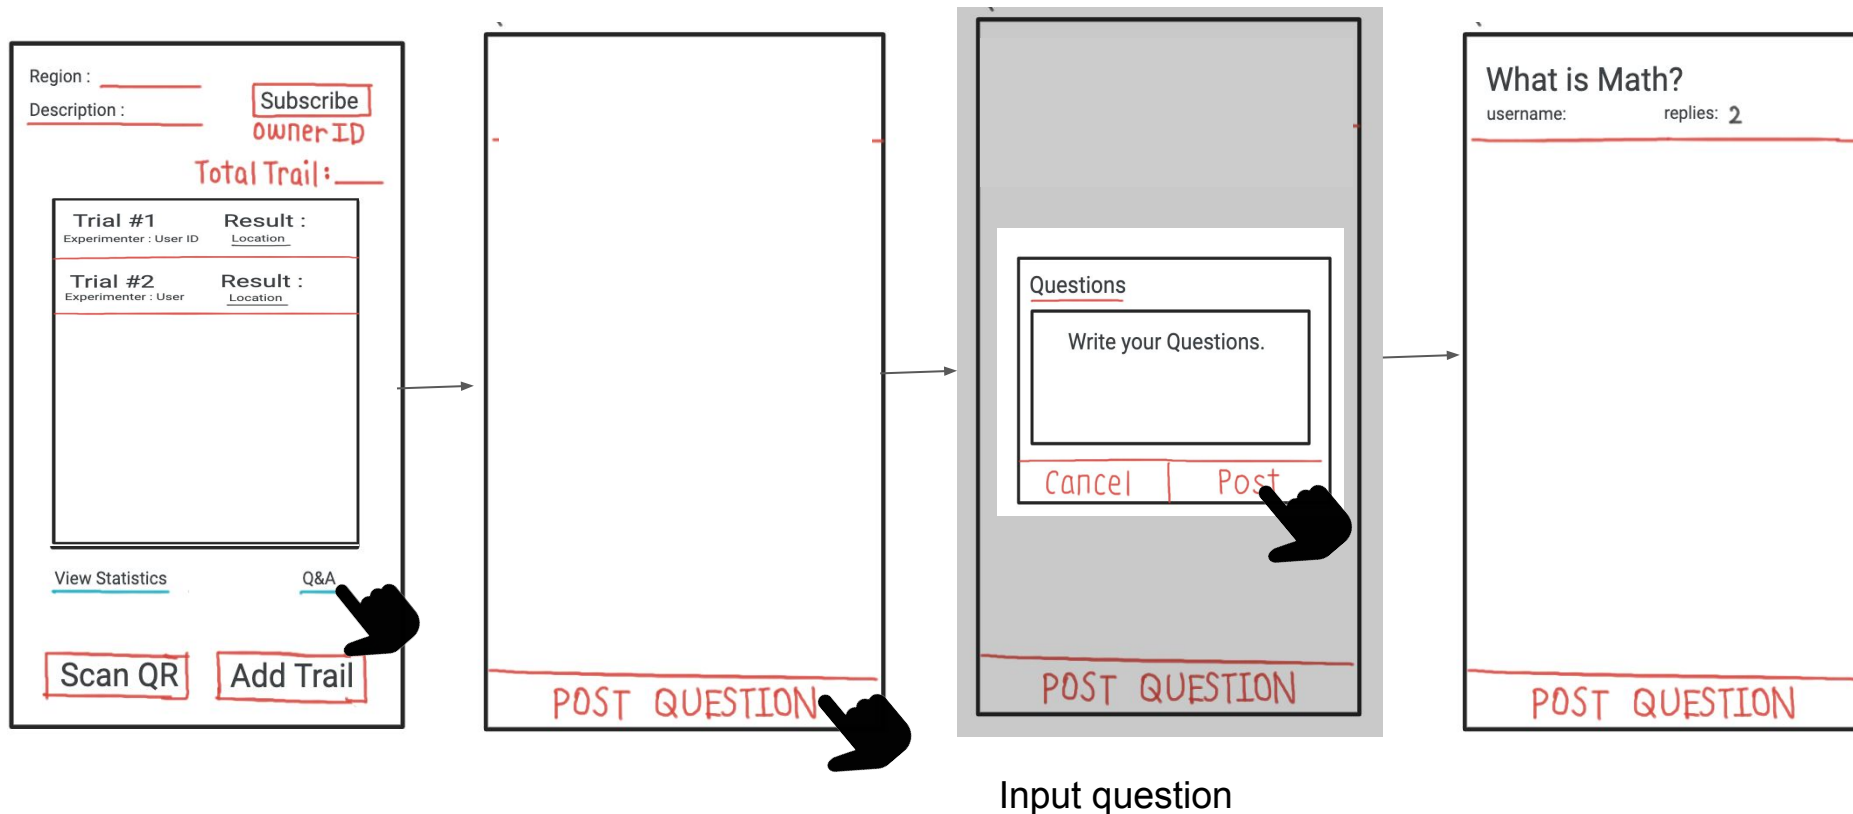 Region :
Subscribe
Description :
ownerID
Total Trail :
Trial #1 Result :
Experimenter : User ID Location
Trial #2 Result :
Experimenter : User Location
View Statistics Q&A
Scan QR Add Trail
POST QUESTION
Questions
Write your Questions.
Cancel Post
POST QUESTION
Input question
What is Math?
username: replies: 2
POST QUESTION